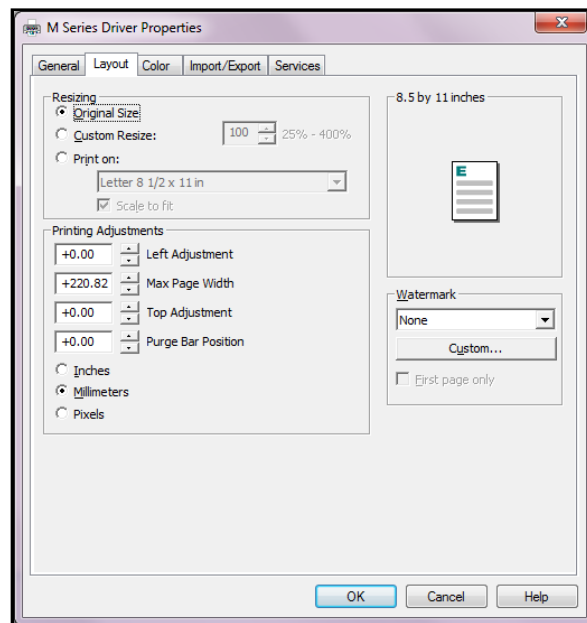 M Series Driver Properties
General Layout Color Import/Export Services
Resizing
Original Size
Custom Resize: 100 25% - 400%
Print on:
Letter 8 1/2 x 11 in
Scale to fit
Printing Adjustments
+0.00 Left Adjustment
+220.82 Max Page Width
+0.00 Top Adjustment
+0.00 Purge Bar Position
Inches
Millimeters
Pixels
8.5 by 11 inches
E
Watermark
None
Custom...
First page only
OK Cancel Help